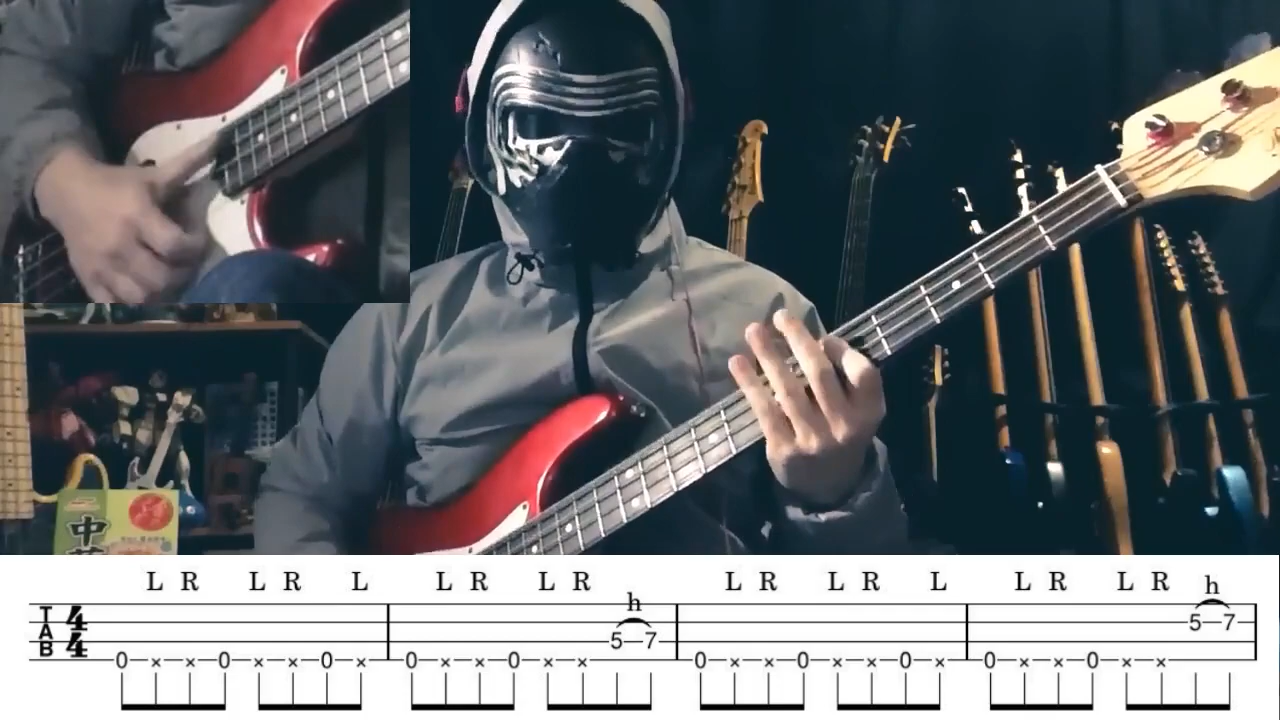 中
L R L R L L R L R h L R L R L L R L R h
h
T 4
A 4
B
5 7
5 7
0 × × 0 × × 0 × 0 × × 0 × × 0 × × 0 × × 0 × 0 × × 0 × ×